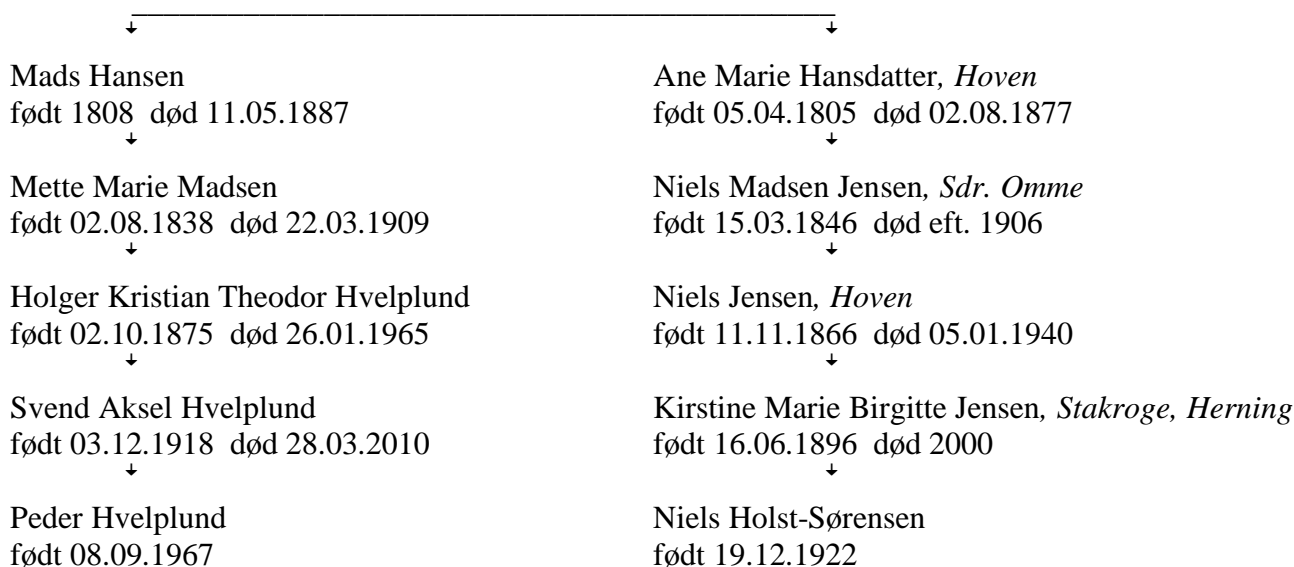 Mads Hansen
født 1808 død 11.05.1887
Mette Marie Madsen
født 02.08.1838 død 22.03.1909
Holger Kristian Theodor Hvelplund
født 02.10.1875 død 26.01.1965
Svend Aksel Hvelplund
født 03.12.1918 død 28.03.2010
Peder Hvelplund
født 08.09.1967
Ane Marie Hansdatter, Hoven
født 05.04.1805 død 02.08.1877
Niels Madsen Jensen, Sdr. Omme
født 15.03.1846 død eft. 1906
Niels Jensen, Hoven
født 11.11.1866 død 05.01.1940
Kirstine Marie Birgitte Jensen, Stakroge, Herning
født 16.06.1896 død 2000
Niels Holst-Sørensen
født 19.12.1922